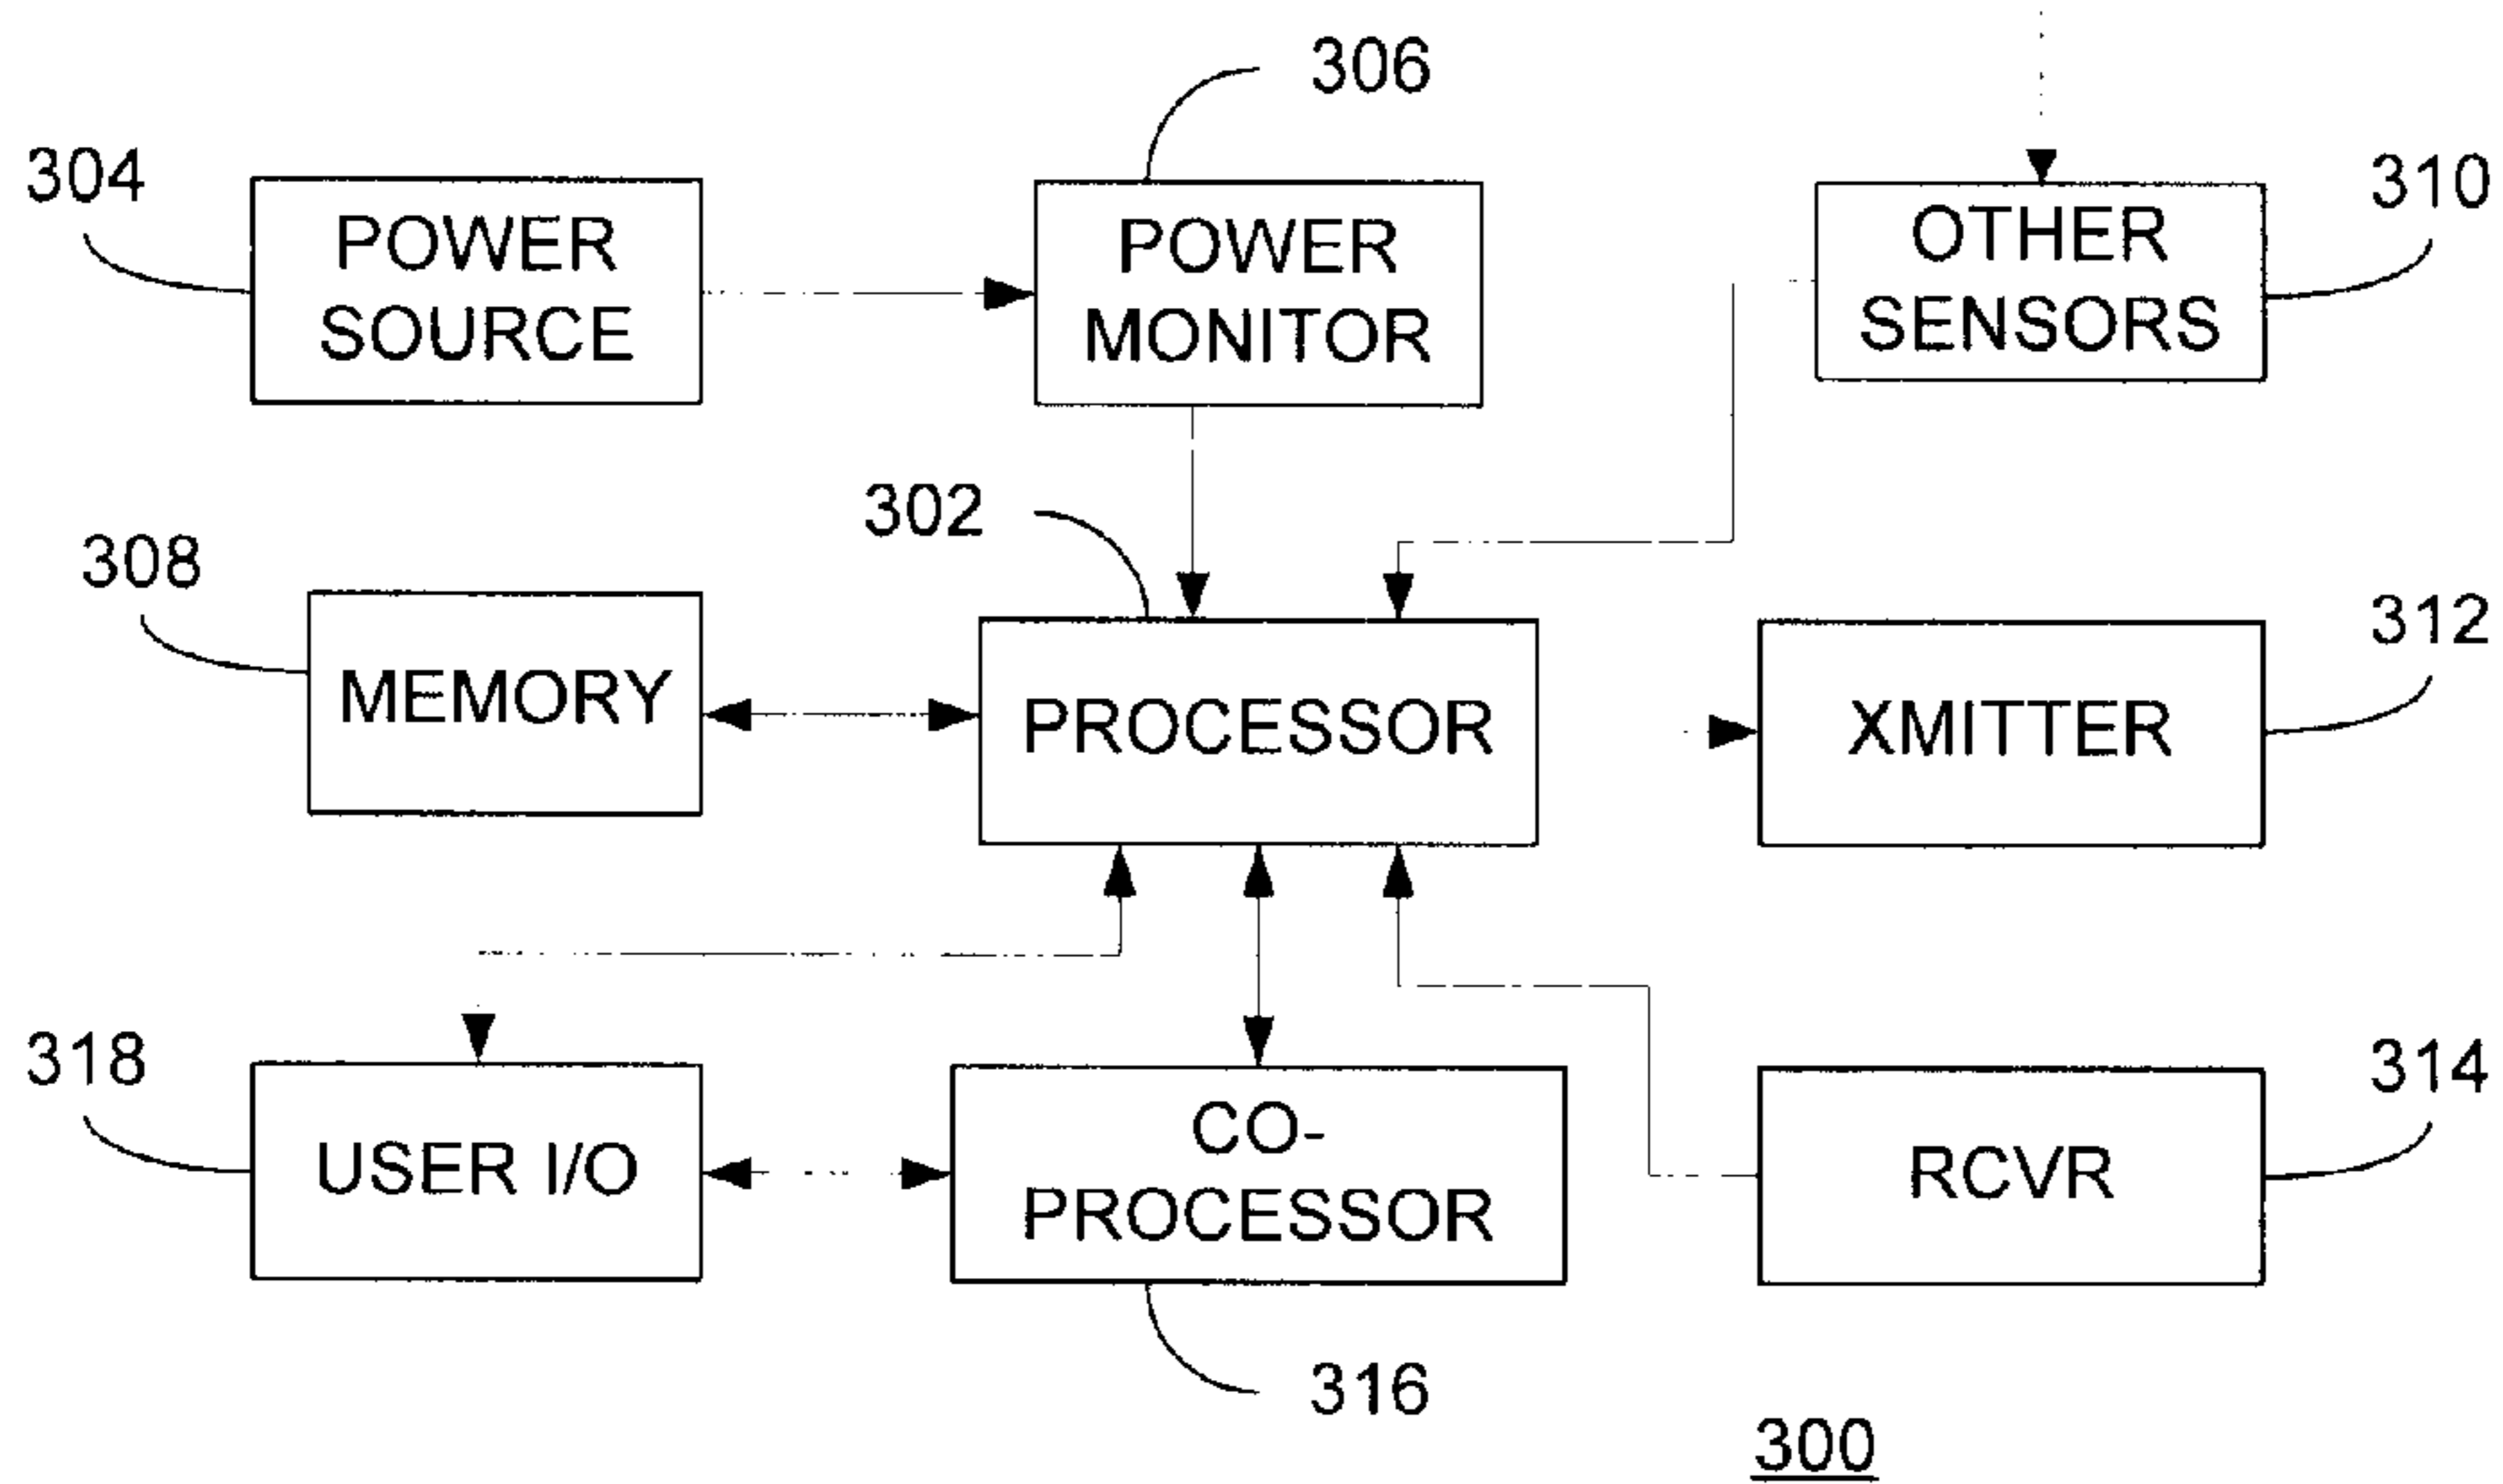 306
304
310
POWER
SOURCE
POWER
MONITOR
OTHER
SENSORS
302
308
312
MEMORY
PROCESSOR
XMITTER
318
314
USER I/O
CO-
PROCESSOR
RCVR
316
300